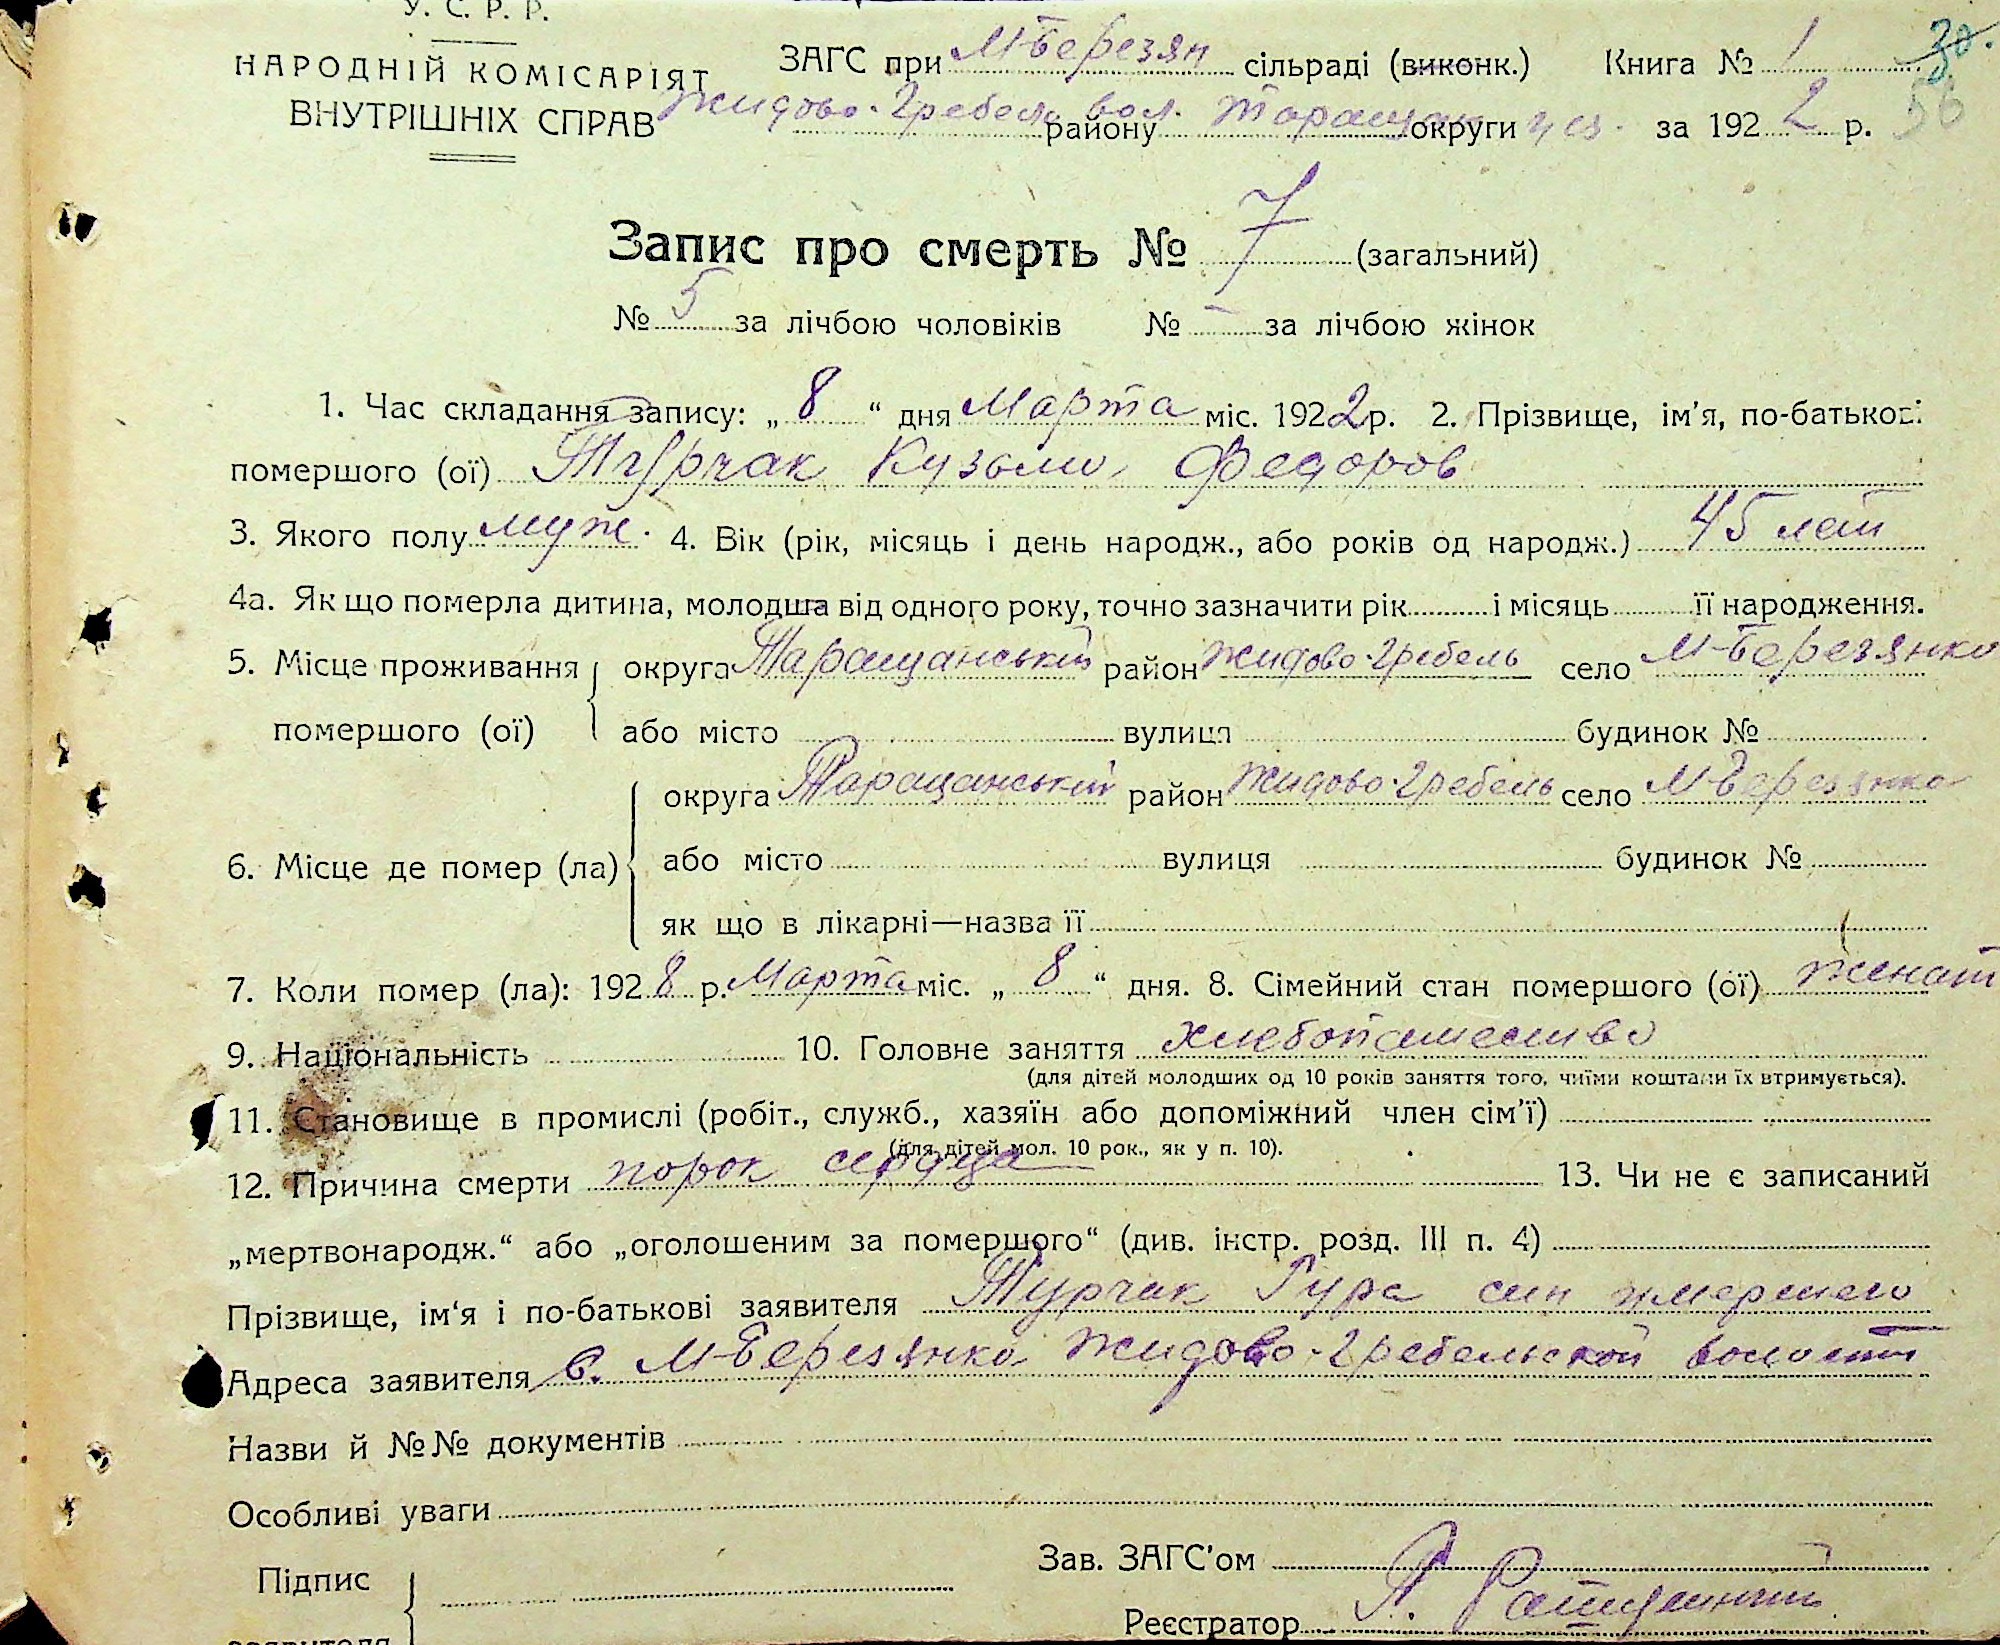 У. С. Р. Р.
НАРОДНІЙ КОМІСАРІЯТ
ВНУТРІШНІХ СПРАВ
ЗАГС при М-Березян сільраді (виконк.) Книга № 1 30.
Жидово-Гребель вол. району Таращан округи за 1922 р. 56
Запис про смерть № 7 (загальний)
№ 5 за лічбою чоловіків № – за лічбою жінок
1. Час складання запису: „ 8 “ дня Марта міс. 1922 р. 2. Прізвище, ім’я, по-батькові
помершого (ої) Турчак Кузьма Федоров
3. Якого полу муж. 4. Вік (рік, місяць і день народж., або років од народж.) 45 лет
4а. Як що померла дитина, молодша від одного року, точно зазначити рік і місяць її народження.
5. Місце проживання округа Таращанський район Жидово-Гребель село М-Березянка
помершого (ої) або місто вулиця будинок №
округа Таращанський район Жидово-Гребель село М-Березянка
6. Місце де помер (ла) або місто вулиця будинок №
як що в лікарні—назва її
7. Коли помер (ла): 1928 р. Марта міс. „ 8 “ дня. 8. Сімейний стан помершого (ої) женат
9. Національність 10. Головне заняття хлебопашество
(для дітей молодших од 10 років заняття того, чиїми коштами їх втримується).
11. Становище в промислі (робіт., служб., хазяїн або допоміжний член сім’ї)
(для дітей мол. 10 рок., як у п. 10).
12. Причина смерти порок сердца 13. Чи не є записаний
„мертвонародж.“ або „оголошеним за помершого“ (див. інстр. розд. III п. 4)
Прізвище, ім‘я і по-батькові заявителя Турчак Гура син
Адреса заявителя с. М-Березянка Жидово-Гребельской волости
Назви й №№ документів
Особливі уваги
Зав. ЗАГС’ом
Підпис
Реєстратор
заявителя